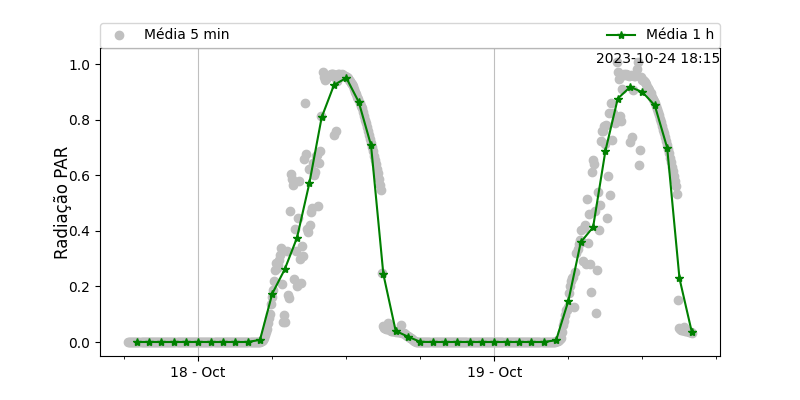 Média 5 min
Média 1 h
2023-10-24 18:15
1.0
0.8
0.6
0.4
0.2
0.0
Radiação PAR
18 - Oct
19 - Oct